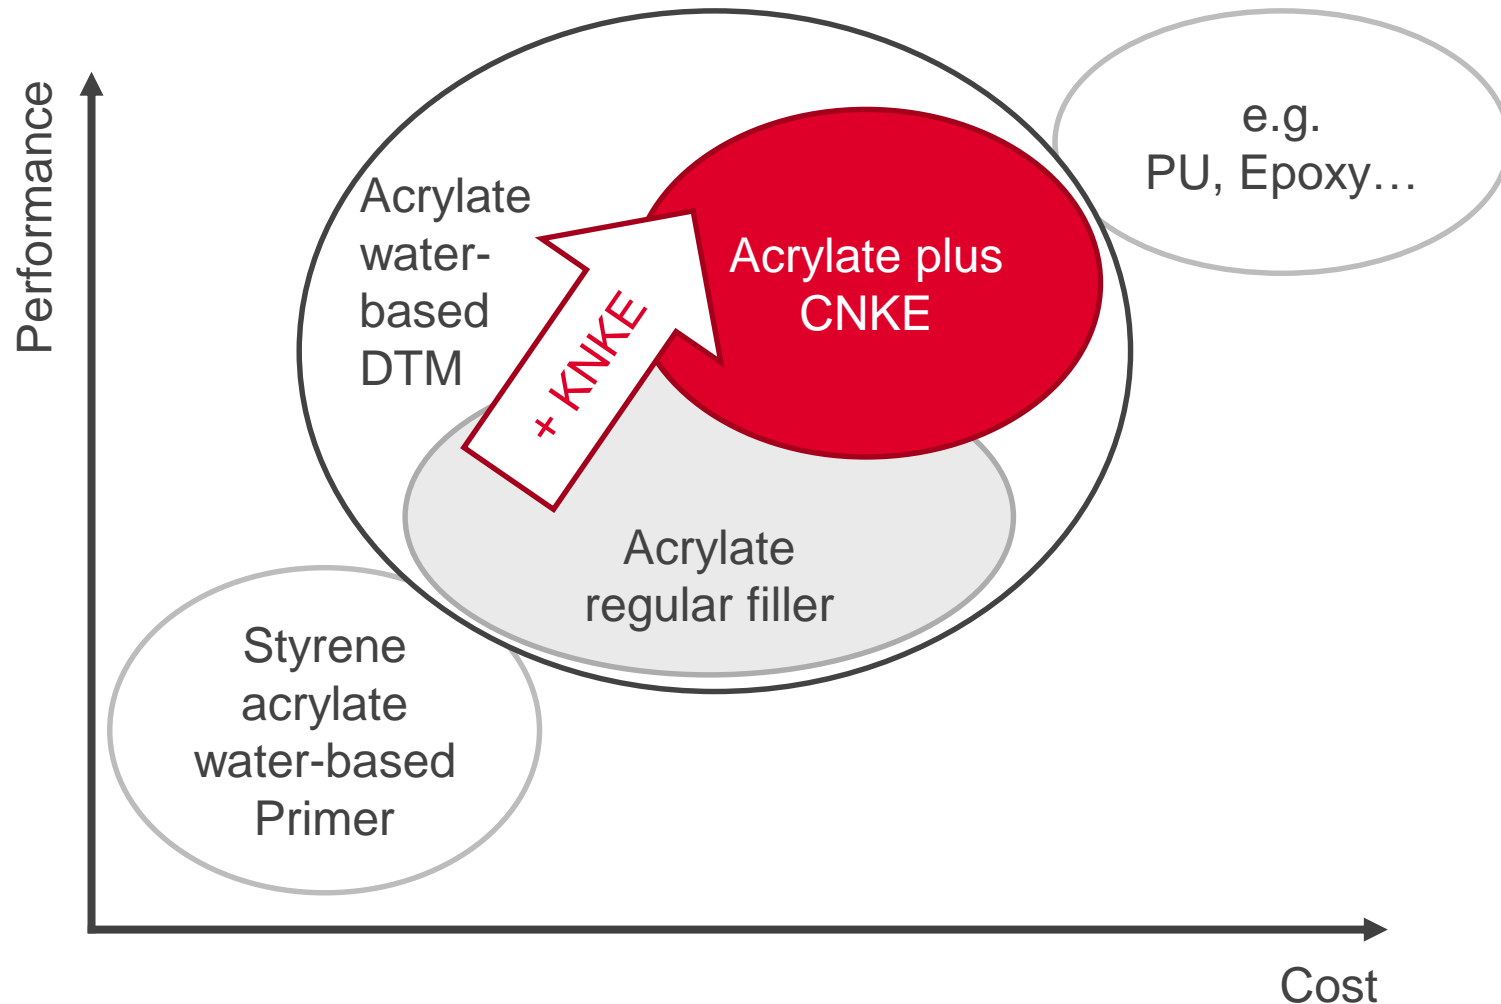 Performance
Acrylate
water-
based
DTM
+ KNKE
Acrylate plus
CNKE
e.g.
PU, Epoxy…
Acrylate
regular filler
Styrene
acrylate
water-based
Primer
Cost